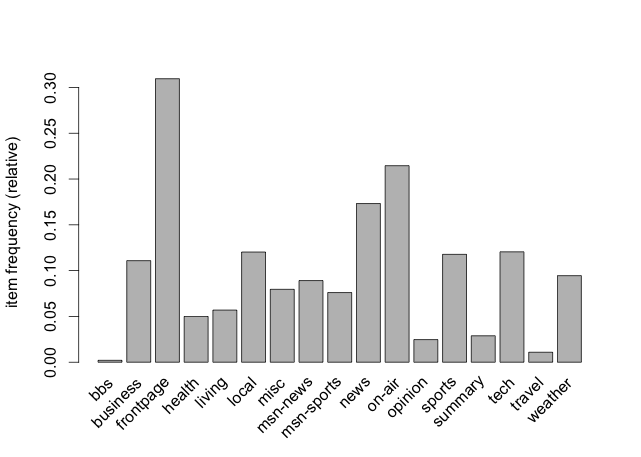 item frequency (relative)
0.30
0.25
0.20
0.15
0.10
0.05
0.00
bbs
business
frontpage
health
living
local
misc
msn-news
msn-sports
news
on-air
opinion
sports
summary
tech
travel
weather